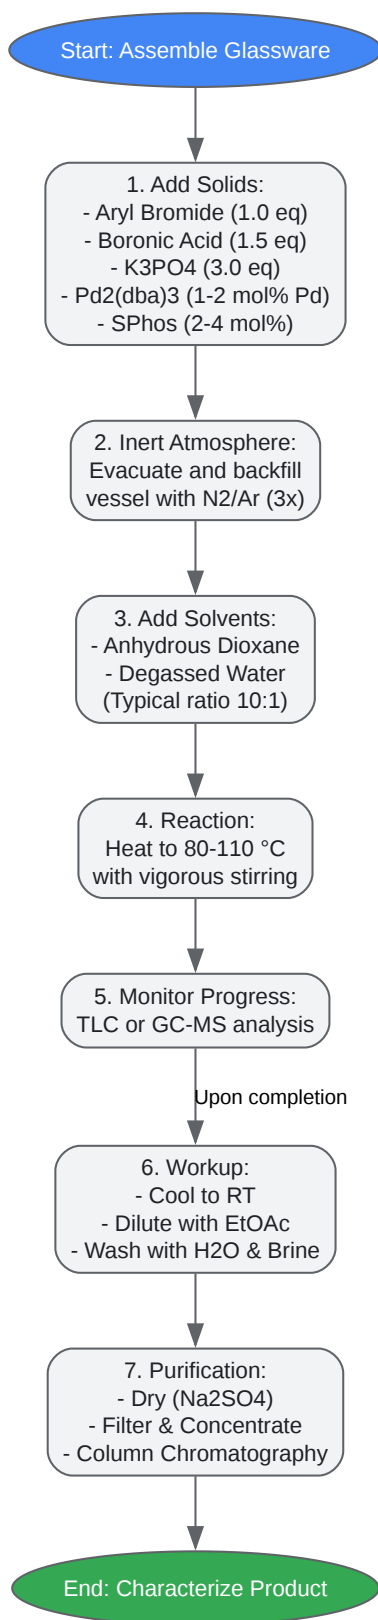 Start: Assemble Glassware
1. Add Solids:
- Aryl Bromide (1.0 eq)
- Boronic Acid (1.5 eq)
- K3PO4 (3.0 eq)
- Pd2(dba)3 (1-2 mol% Pd)
- SPhos (2-4 mol%)
2. Inert Atmosphere:
Evacuate and backfill
vessel with N2/Ar (3x)
3. Add Solvents:
- Anhydrous Dioxane
- Degassed Water
(Typical ratio 10:1)
4. Reaction:
Heat to 80-110 °C
with vigorous stirring
5. Monitor Progress:
TLC or GC-MS analysis
Upon completion
6. Workup:
- Cool to RT
- Dilute with EtOAc
- Wash with H2O & Brine
7. Purification:
- Dry (Na2SO4)
- Filter & Concentrate
- Column Chromatography
End: Characterize Product